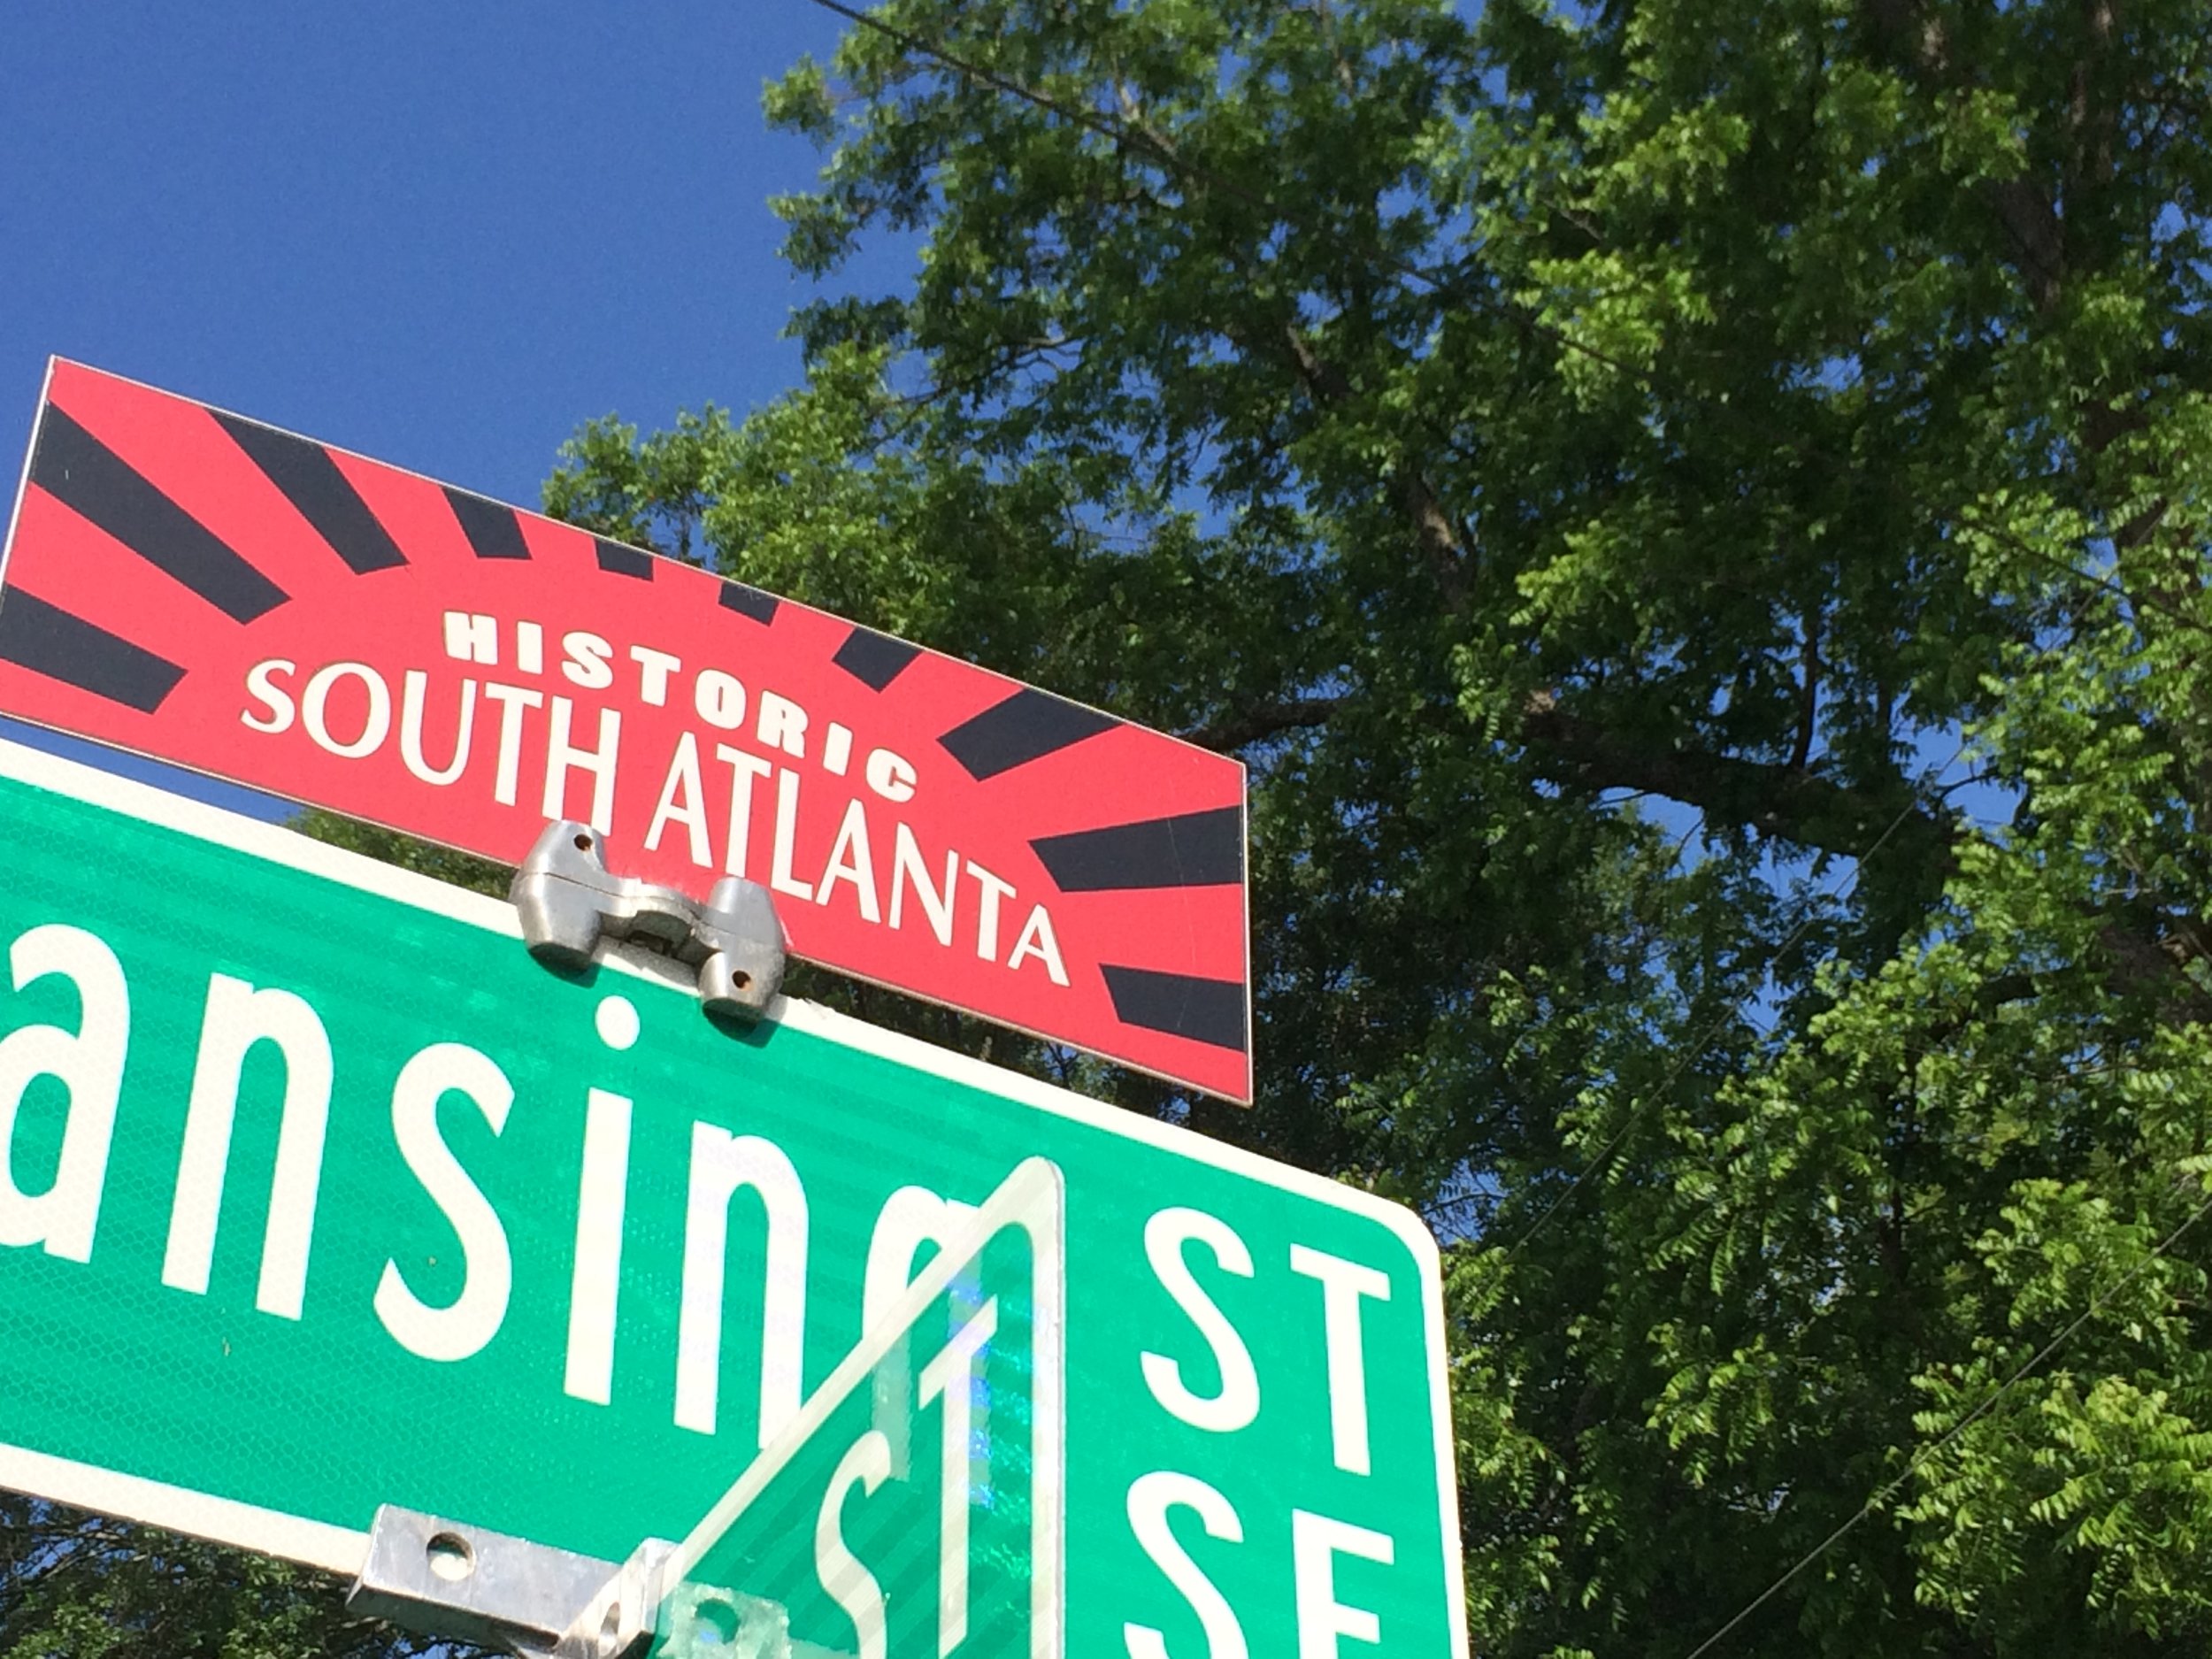 HISTORIC
SOUTH ATLANTA
ansing ST
SE
ST